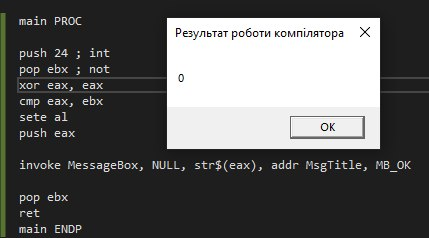 main PROC
push 24 ; int
pop ebx ; not
xor eax, eax
cmp eax, ebx
sete al
push eax
invoke MessageBox, NULL, str$(eax), addr MsgTitle, MB_OK
pop ebx
ret
main ENDP
Результат роботи компілятора
0
OK